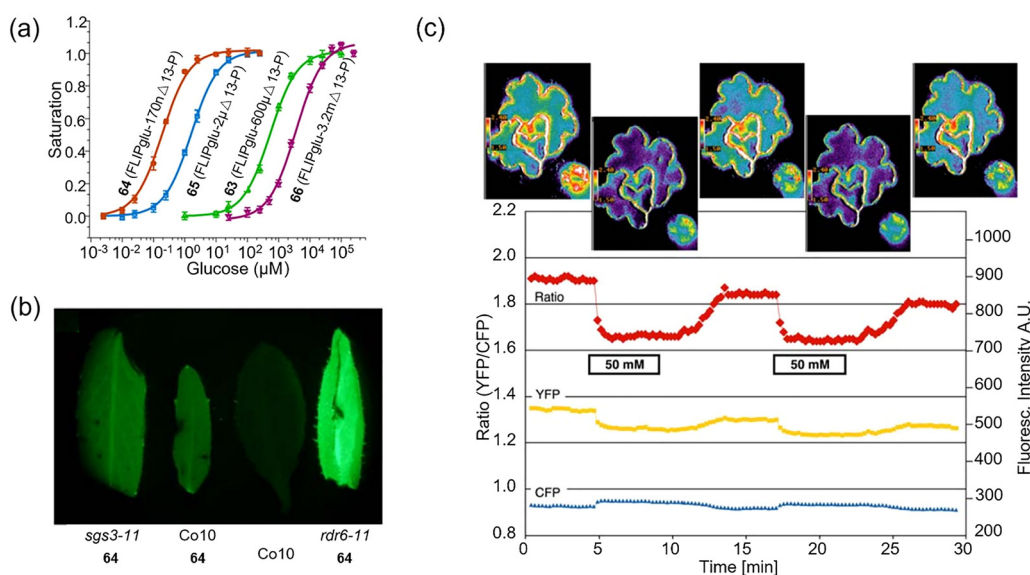 (a)
Saturation
1.2
1.0
0.8
0.6
0.4
0.2
0.0
64 (FLIPglu-170nΔ13-P)
65 (FLIPglu-2μΔ13-P)
63 (FLIPglu-600μΔ13-P)
66 (FLIPglu-3.2mΔ13-P)
10-3 10-2 10-1 100 101 102 103 104 105
Glucose (μM)
(b)
sgs3-11
64
Co10
64
Co10
rdr6-11
64
(c)
Ratio (YFP/CFP)
2.2
2.0
1.8
1.6
1.4
1.2
1.0
0.8
Ratio
50 mM
50 mM
YFP
CFP
1000
900
800
700
600
500
400
300
200
Fluoresc. Intensity A.U.
0 5 10 15 20 25 30
Time [min]